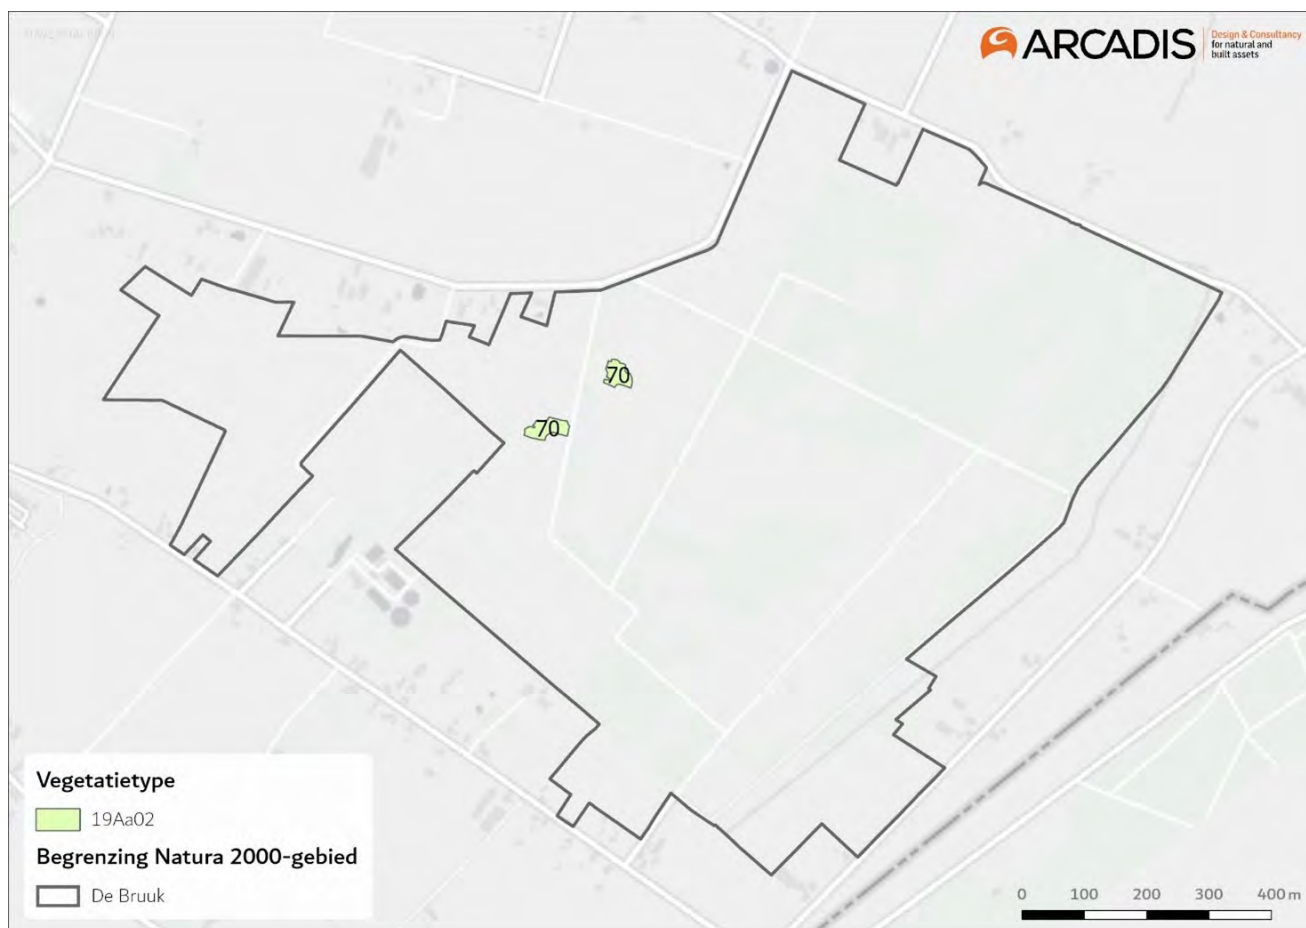 ARCADIS
Design & Consultancy
for natural and
built assets
70
70
Vegetatietype
19Aa02
Begrenzing Natura 2000-gebied
De Bruuk
0 100 200 300 400 m